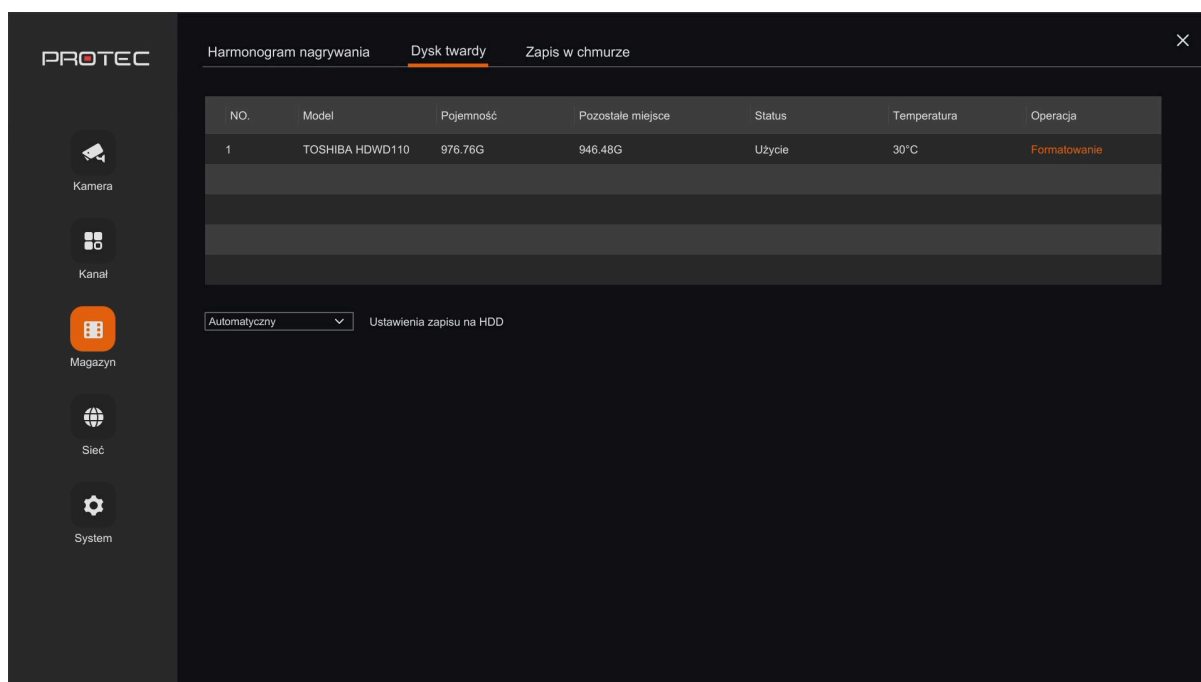 PROTEC
Harmonogram nagrywania Dysk twardy Zapis w chmurze
NO. Model Pojemność Pozostałe miejsce Status Temperatura Operacja
1 TOSHIBA HDWD110 976.76G 946.48G Użycie 30°C Formatowanie
Kamera
Kanał
Automatyczny Ustawienia zapisu na HDD
Magazyn
Sieć
System